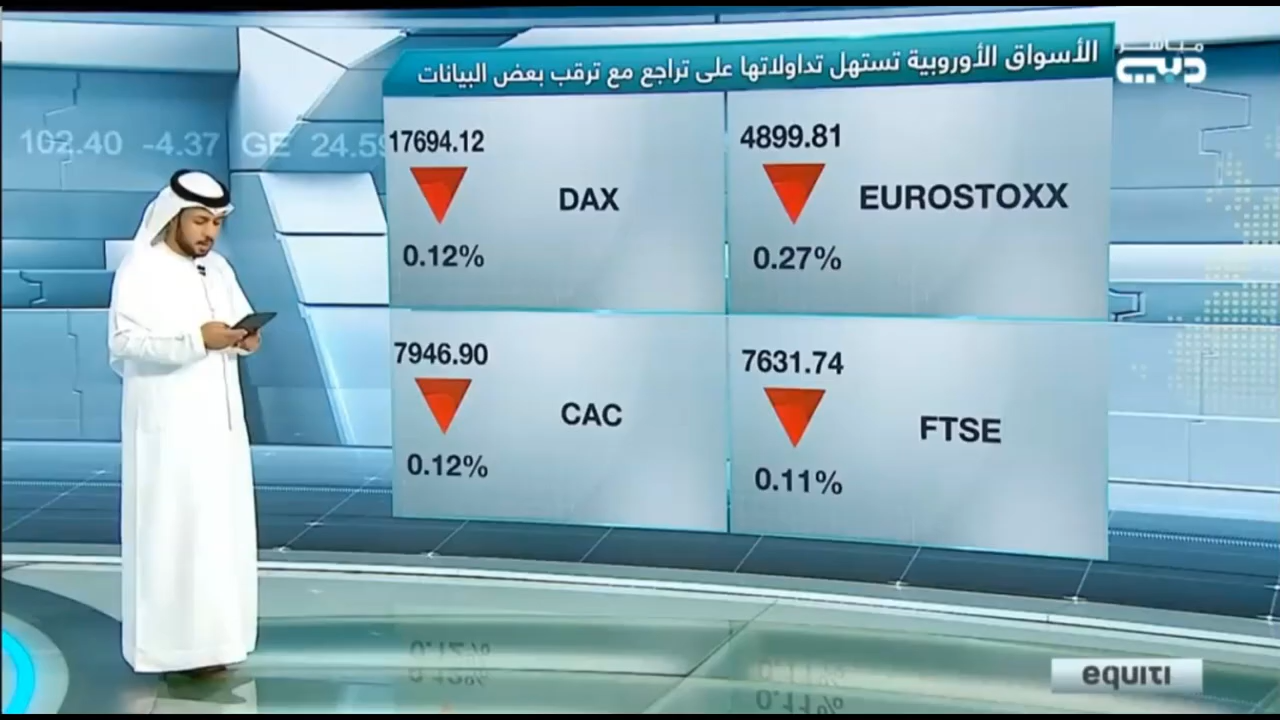 مباشر
دبي
الأسواق الأوروبية تستهل تداولاتها على تراجع مع ترقب بعض البيانات
102.40 -4.37 GE 24.59
4899.81
EUROSTOXX
0.27%
17694.12
DAX
0.12%
7631.74
FTSE
0.11%
7946.90
CAC
0.12%
equiti